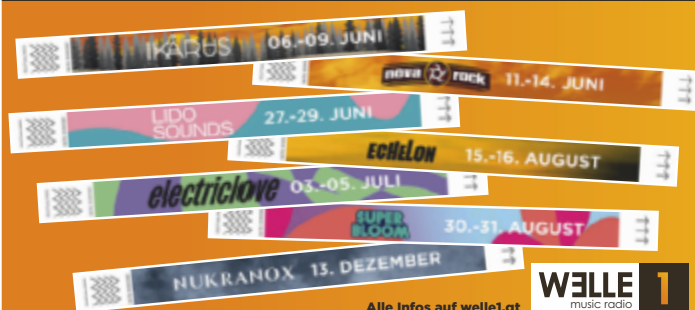 IKARUS 06.-09. JUNI
nova rock 11.-14. JUNI
LIDO SOUNDS 27.-29. JUNI
ECHELON 15.-16. AUGUST
electriclove 03.-05. JULI
SUPER BLOOM 30.-31. AUGUST
NUKRANOX 13. DEZEMBER
Alle Infos auf welle1.at
WELLE 1
music radio